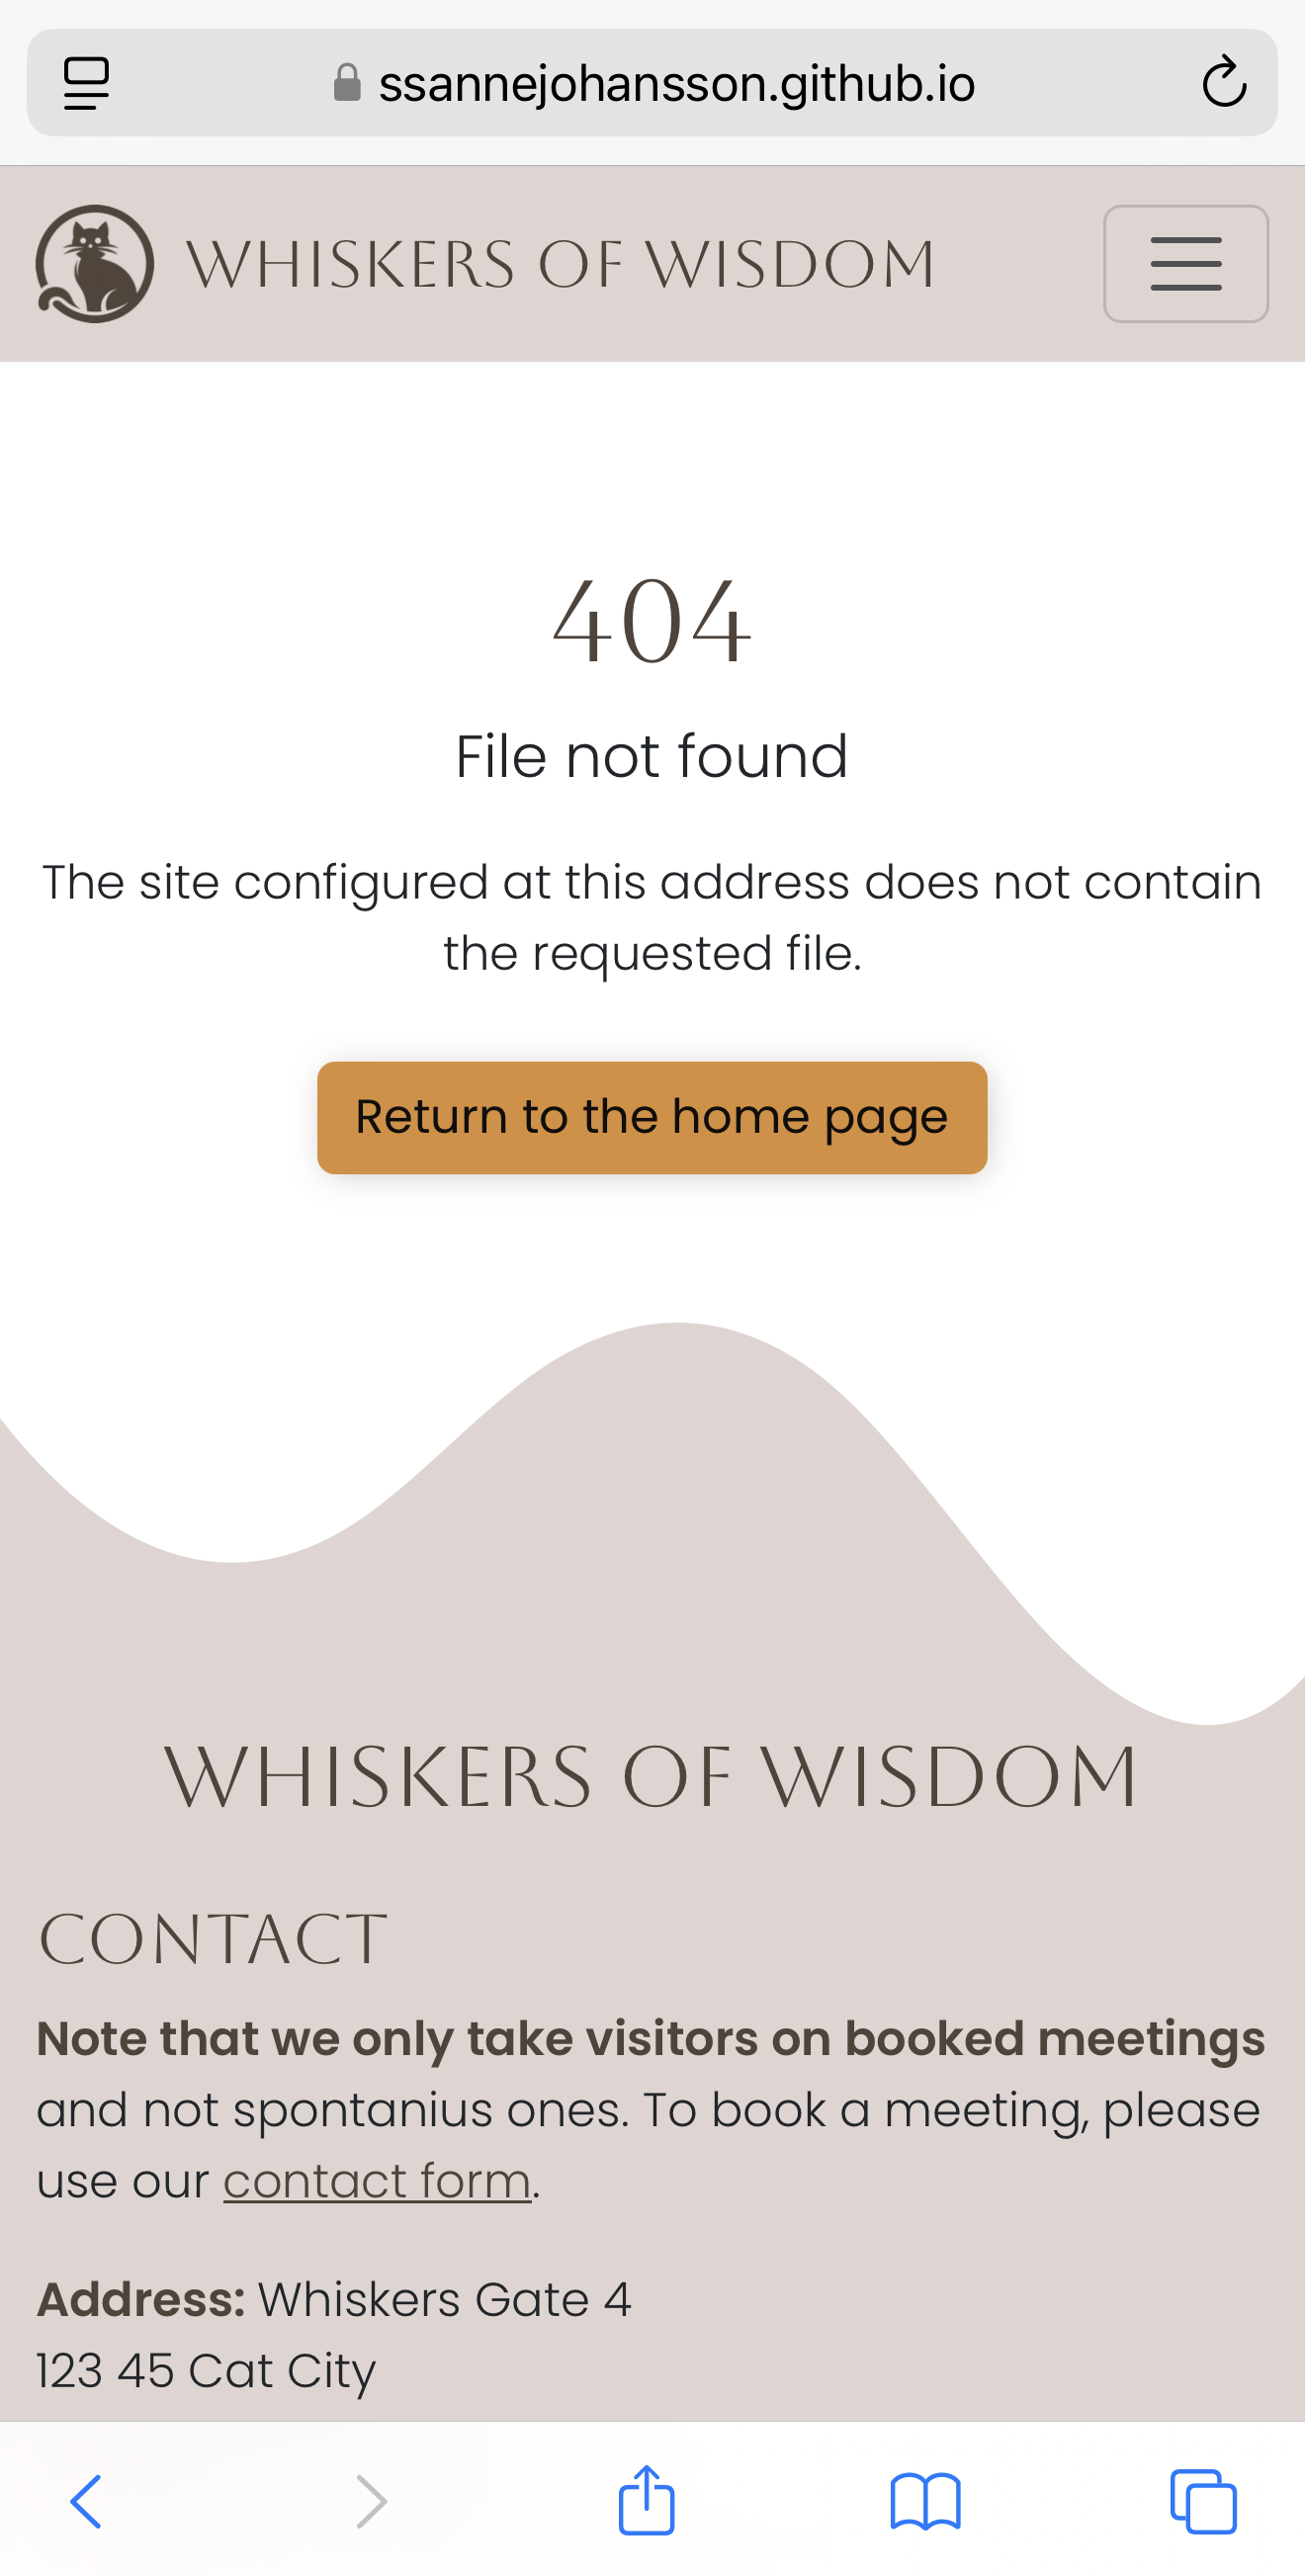 ssannejohansson.github.io
WHISKERS OF WISDOM
404
File not found
The site configured at this address does not contain
the requested file.
Return to the home page
WHISKERS OF WISDOM
CONTACT
Note that we only take visitors on booked meetings
and not spontanius ones. To book a meeting, please
use our contact form.
Address: Whiskers Gate 4
123 45 Cat City